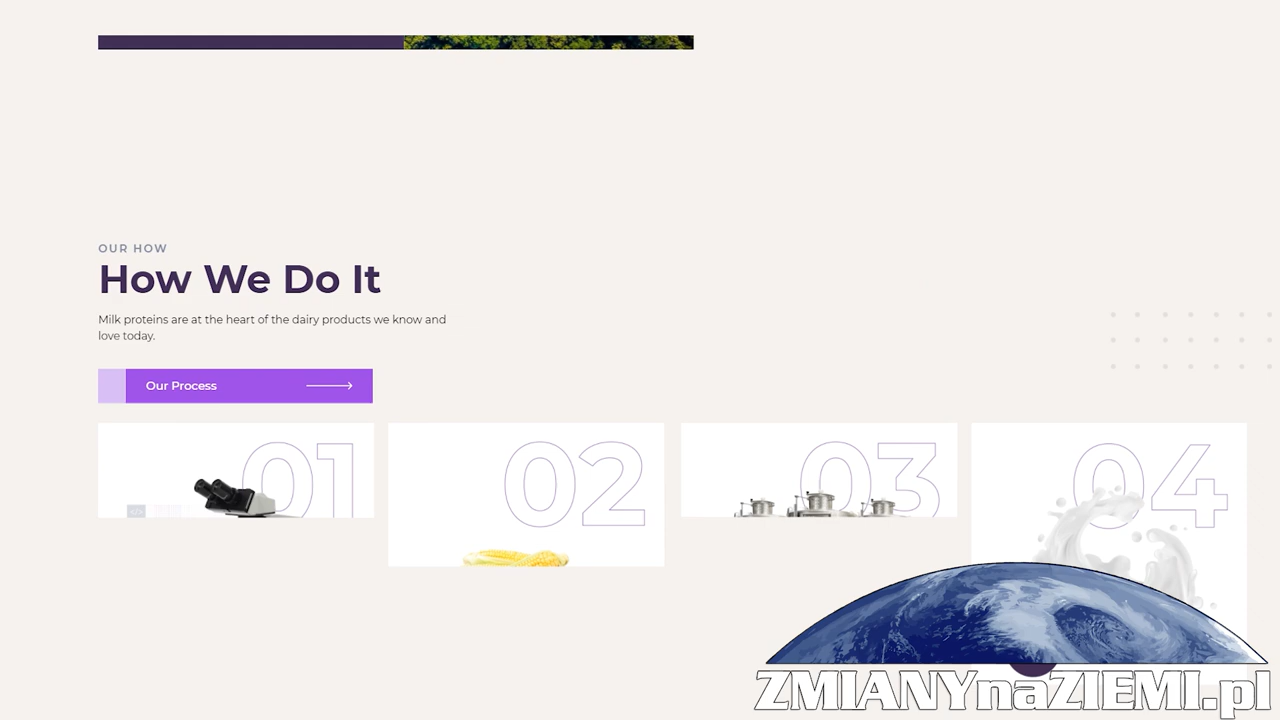 OUR HOW
How We Do It
Milk proteins are at the heart of the dairy products we know and
love today.
Our Process
01
02
03
04
ZMIANYnaZIEMI.pl